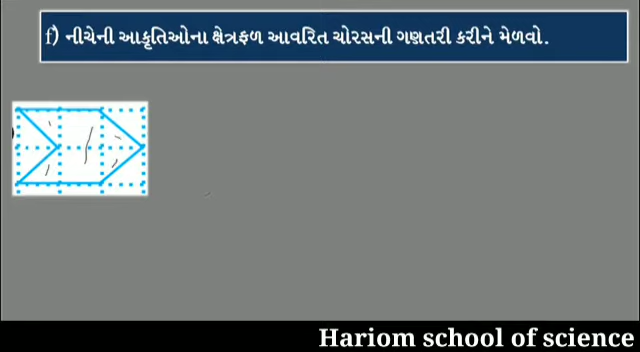 f) નીચેની આકૃતિઓના ક્ષેત્રફળ આવરિત ચોરસની ગણતરી કરીને મેળવો.
Hariom school of science